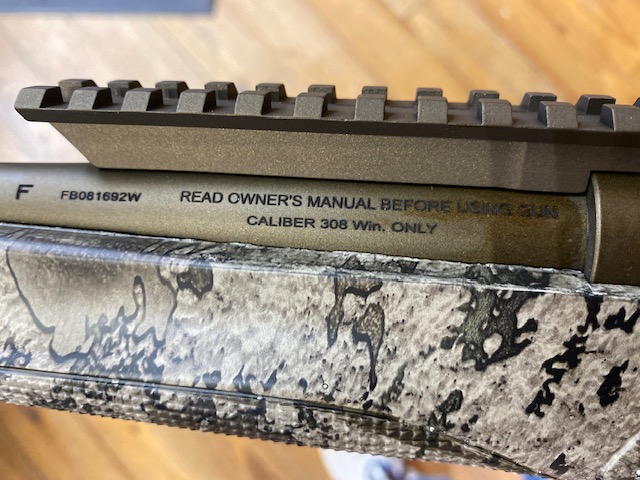 F FB081692W READ OWNER'S MANUAL BEFORE USING GUN
CALIBER 308 Win. ONLY